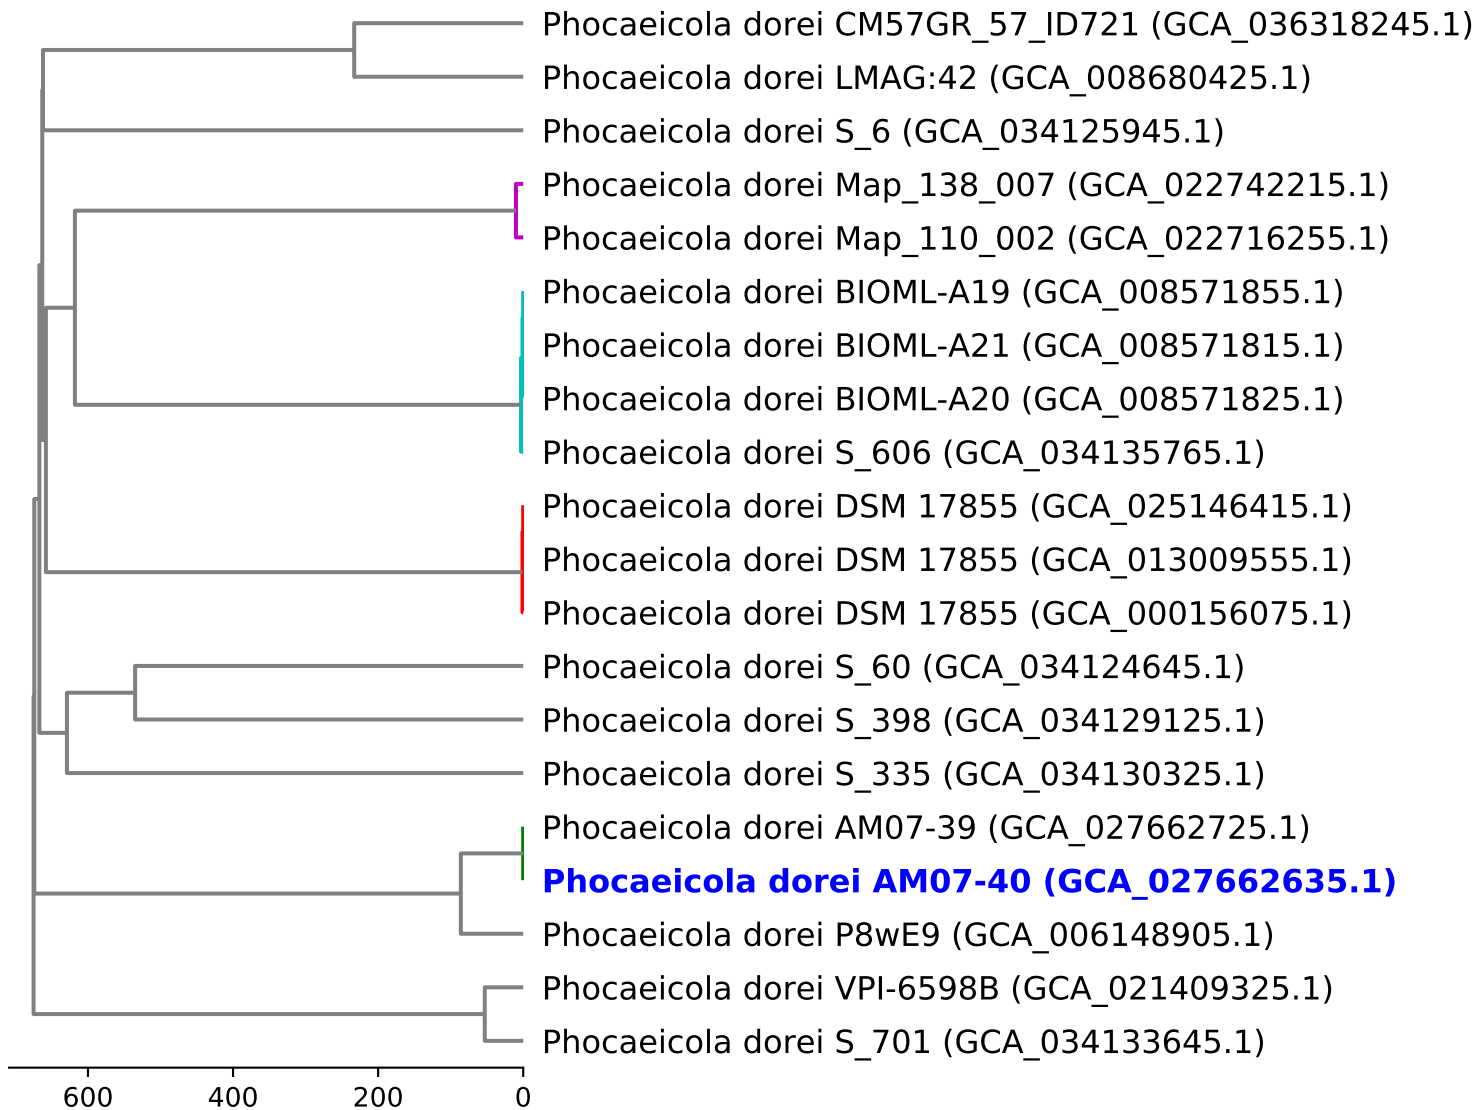 Phocaeicola dorei CM57GR_57_ID721 (GCA_036318245.1)
Phocaeicola dorei LMAG:42 (GCA_008680425.1)
Phocaeicola dorei S_6 (GCA_034125945.1)
Phocaeicola dorei Map_138_007 (GCA_022742215.1)
Phocaeicola dorei Map_110_002 (GCA_022716255.1)
Phocaeicola dorei BIOML-A19 (GCA_008571855.1)
Phocaeicola dorei BIOML-A21 (GCA_008571815.1)
Phocaeicola dorei BIOML-A20 (GCA_008571825.1)
Phocaeicola dorei S_606 (GCA_034135765.1)
Phocaeicola dorei DSM 17855 (GCA_025146415.1)
Phocaeicola dorei DSM 17855 (GCA_013009555.1)
Phocaeicola dorei DSM 17855 (GCA_000156075.1)
Phocaeicola dorei S_60 (GCA_034124645.1)
Phocaeicola dorei S_398 (GCA_034129125.1)
Phocaeicola dorei S_335 (GCA_034130325.1)
Phocaeicola dorei AM07-39 (GCA_027662725.1)
Phocaeicola dorei AM07-40 (GCA_027662635.1)
Phocaeicola dorei P8wE9 (GCA_006148905.1)
Phocaeicola dorei VPI-6598B (GCA_021409325.1)
Phocaeicola dorei S_701 (GCA_034133645.1)
600 400 200 0